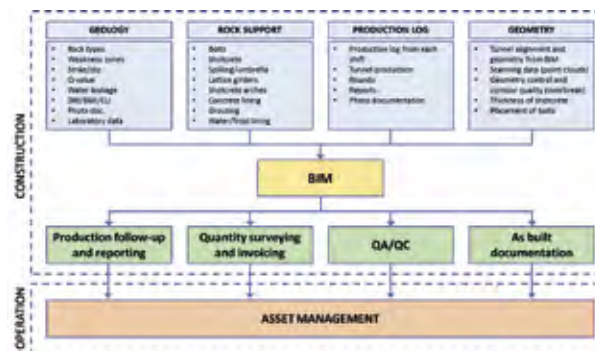 GEOLOGY
Rock types
Weakness zones
Strike/dip
Q-value
Water leakage
Photo doc.
Laboratory data
ROCK SUPPORT
Bolts
Shotcrete
Spiling/umbrella
Lattice girders
Shotcrete arches
Concrete lining
Grouting
Water/frost lining
PRODUCTION LOG
Production log from each
shift
Tunnel production
Rounds
Reports
Photo documentation
GEOMETRY
Tunnel alignment and
geometry from BIM
Scanning data (point clouds)
Geometry control and
contour quality (overbreak)
Thickness of shotcrete
Placement of bolts
CONSTRUCTION
BIM
Production follow-up
and reporting
Quantity surveying
and invoicing
QA/QC
As built
documentation
OPERATION
ASSET MANAGEMENT